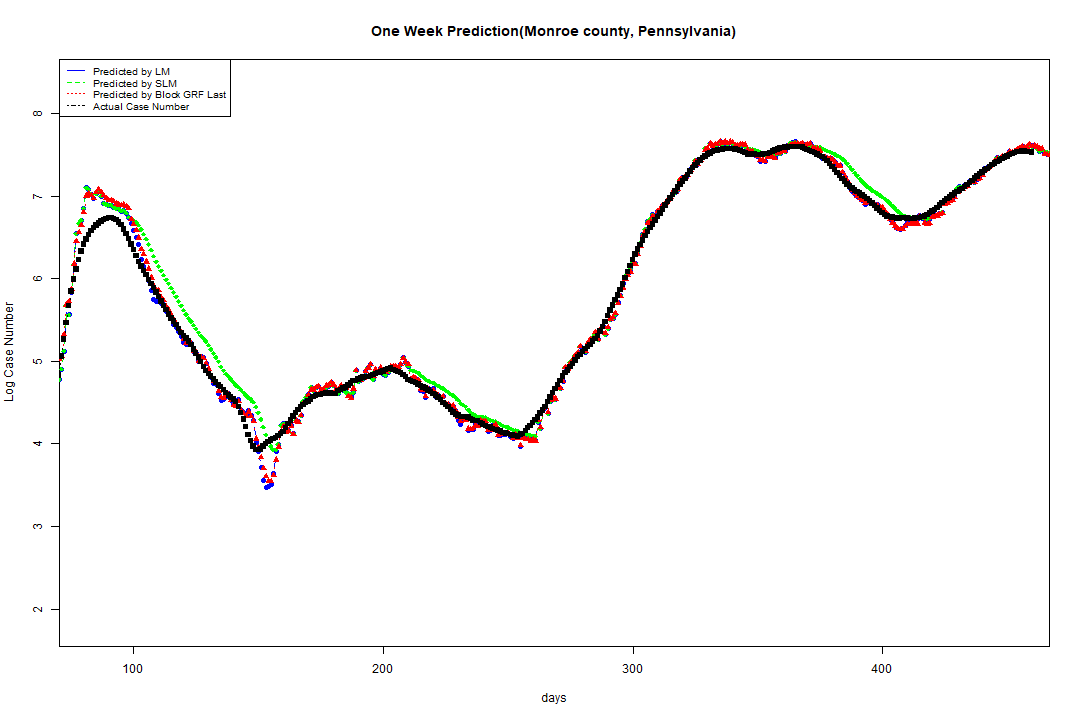 One Week Prediction(Monroe county, Pennsylvania)
Predicted by LM
Predicted by SLM
Predicted by Block GRF Last
Actual Case Number
8
7
6
5
4
3
2
Log Case Number
100 200 300 400
days